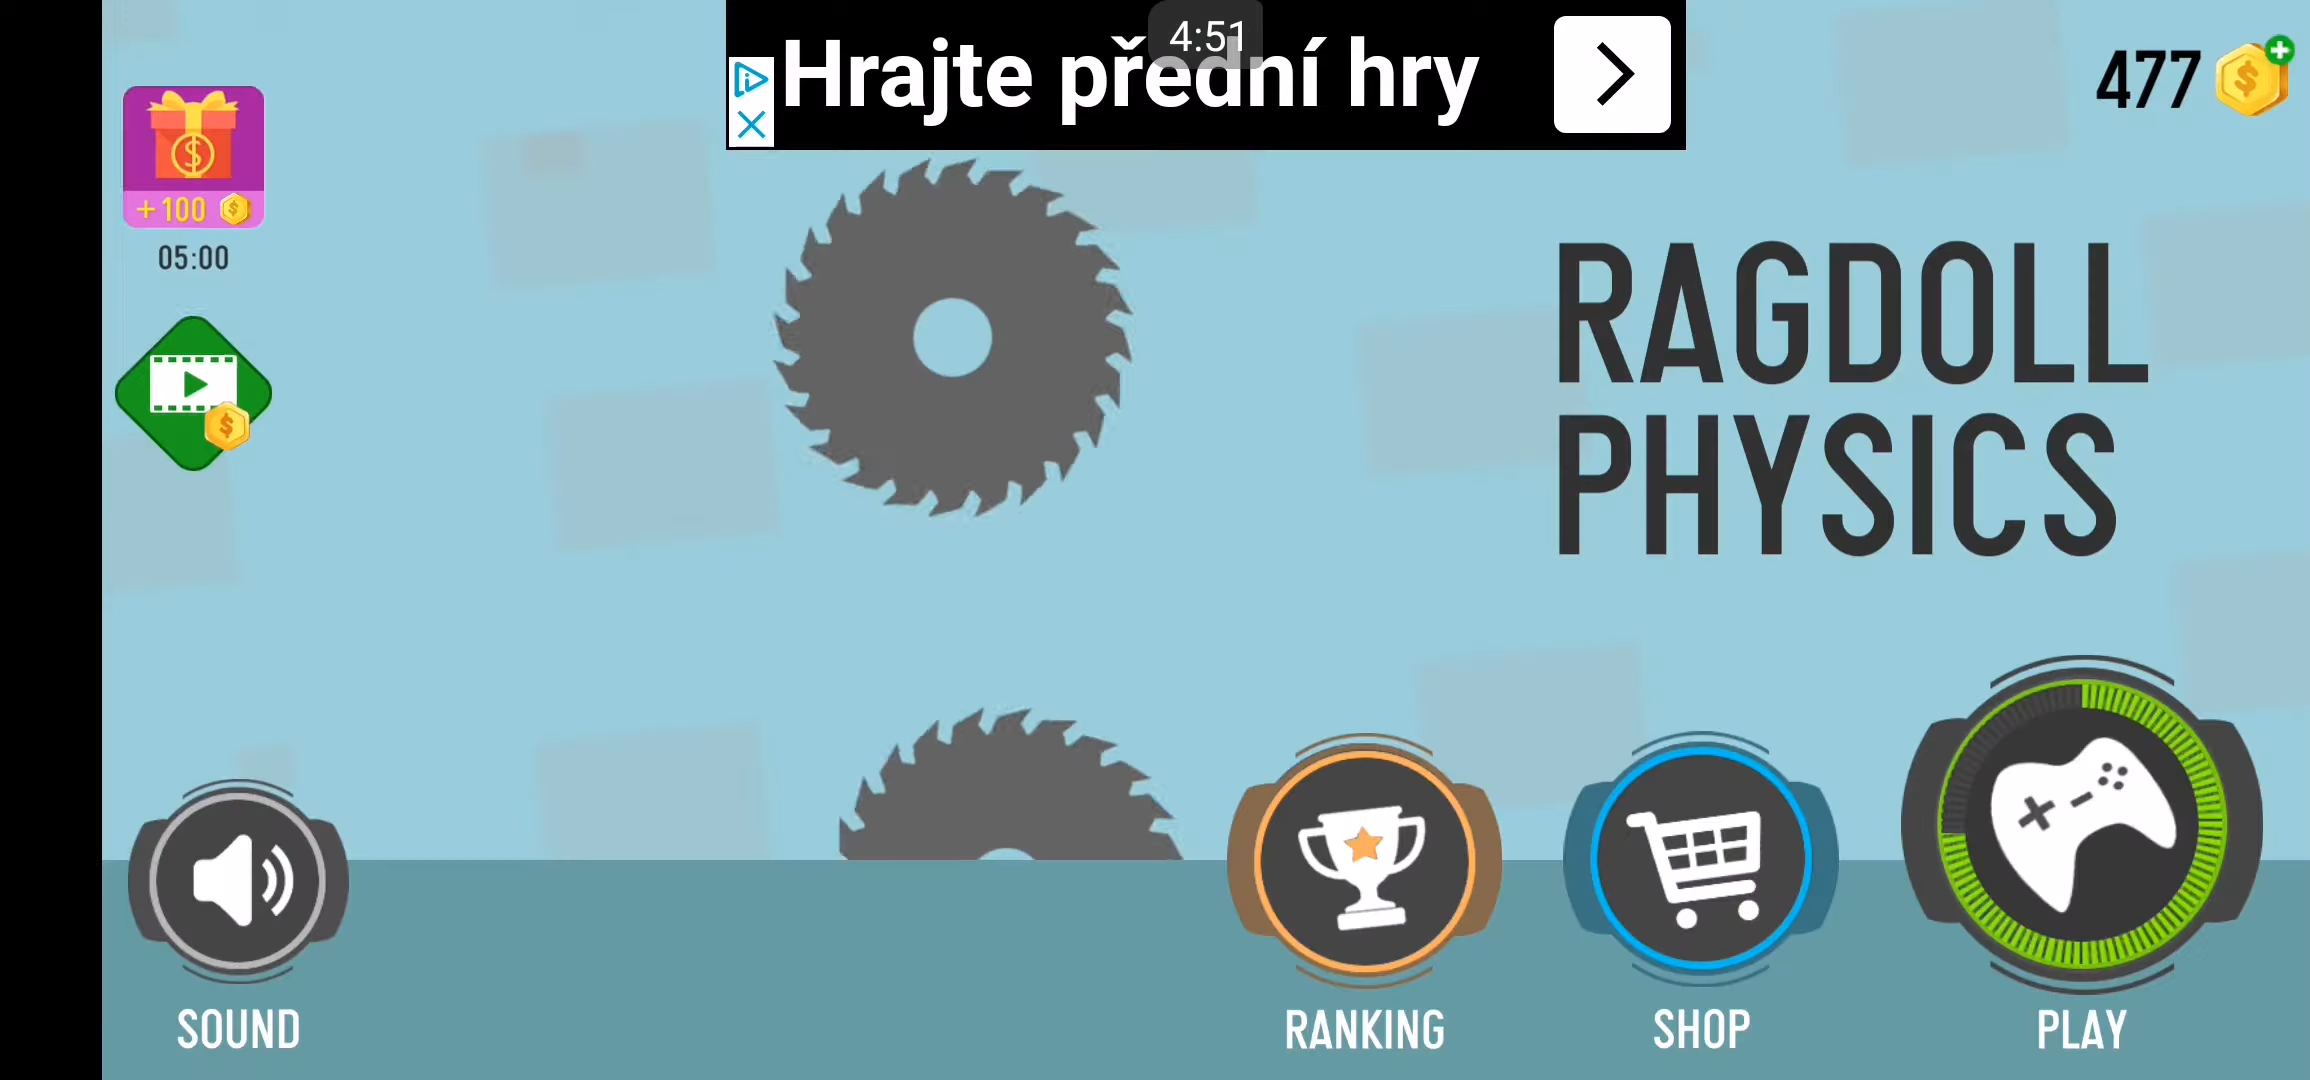 4:51
Hrajte přední hry
477
+100
05:00
RAGDOLL
PHYSICS
SOUND
RANKING
SHOP
PLAY